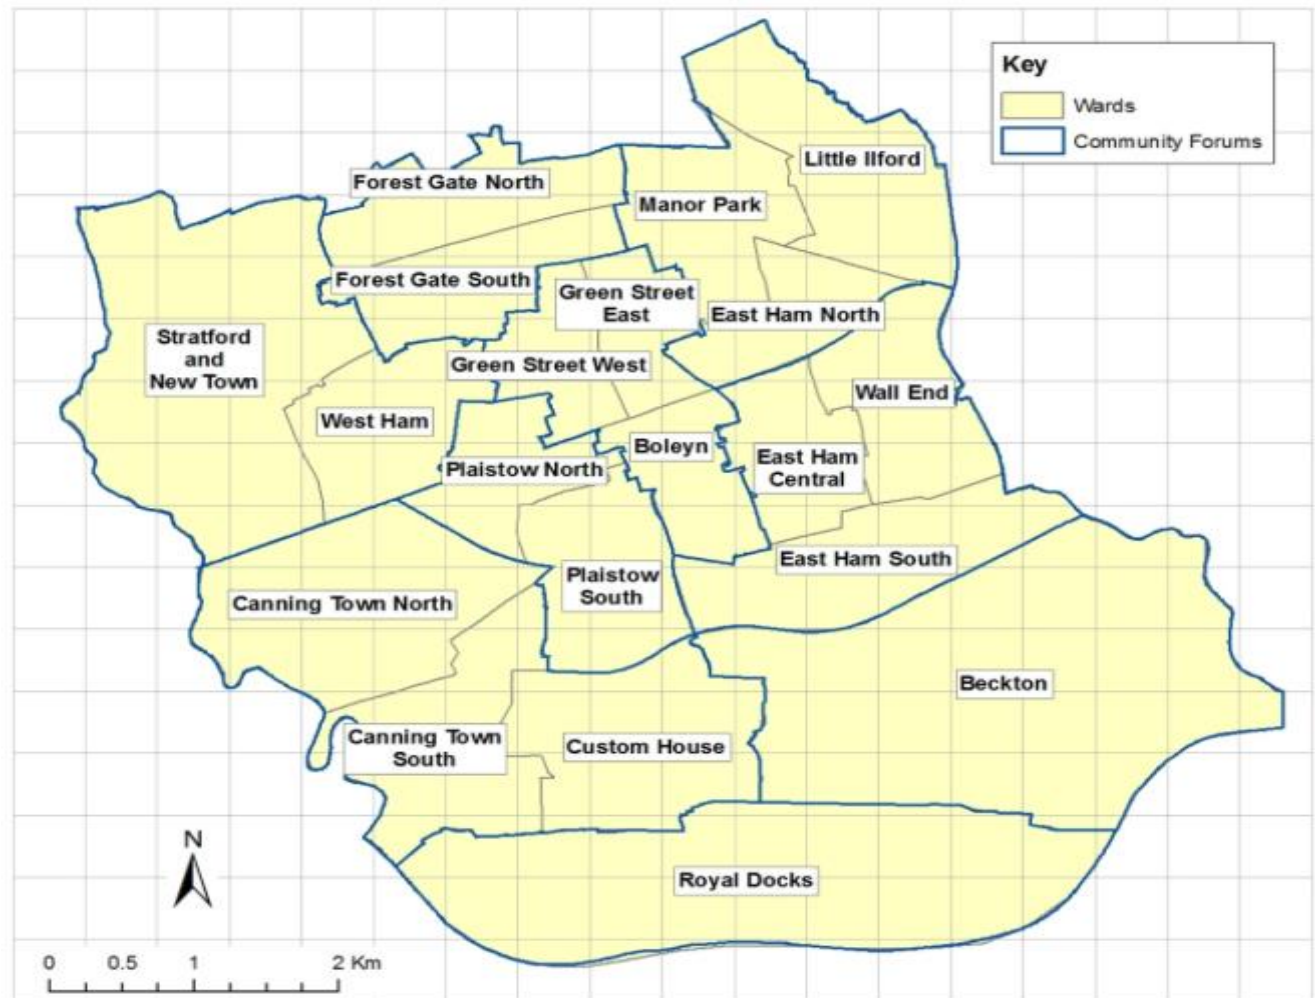 Key
Wards
Community Forums
Little Ilford
Forest Gate North
Manor Park
Forest Gate South
Green Street
East
East Ham North
Stratford
and
New Town
Green Street West
Wall End
West Ham
Boleyn
Plaistow North
East Ham
Central
East Ham South
Plaistow
South
Canning Town North
Beckton
Canning Town
South
Custom House
N
Royal Docks
0 0.5 1 2 Km